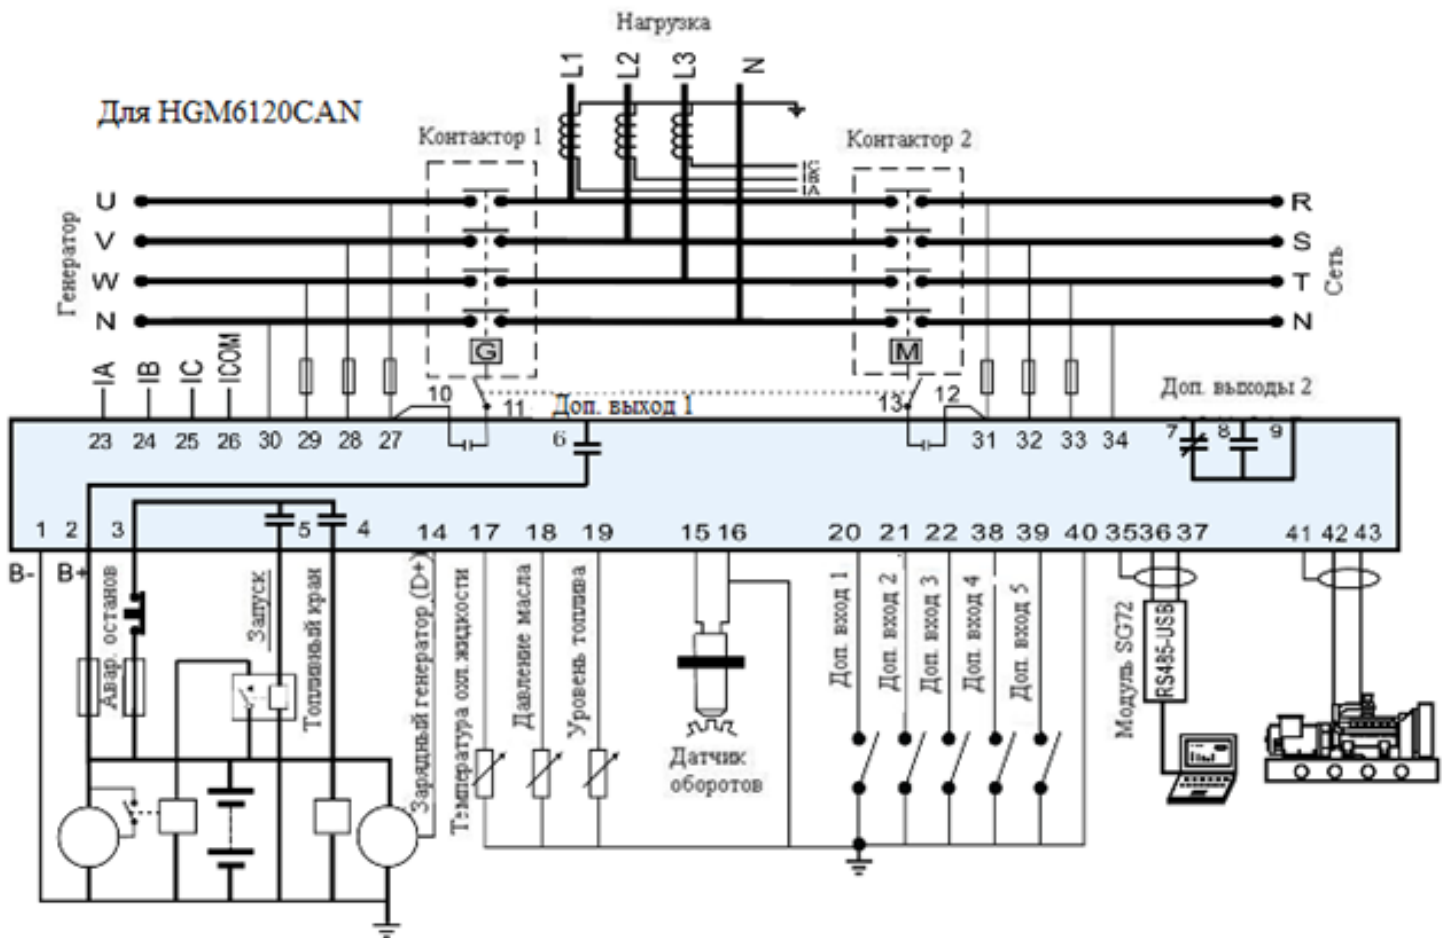 Нагрузка
L1
L2
L3
N
Для HGM6120CAN
Контактор 1
Контактор 2
IC
IB
IA
U
V
W
N
Генератор
R
S
T
N
Сеть
G
M
IA
IB
IC
ICOM
10
11
Доп. выход 1
13
12
Доп. выходы 2
23
24
25
26
30
29
28
27
6
31
32
33
34
7
8
9
1
2
3
5
4
14
17
18
19
15
16
20
21
22
38
39
40
35
36
37
41
42
43
B-
B+
Авар. останов
Запуск
Топливный кран
Зарядный генератор (D+)
Температура охл.жидкости
Давление масла
Уровень топлива
Датчик
оборотов
Доп. вход 1
Доп. вход 2
Доп. вход 3
Доп. вход 4
Доп. вход 5
Модуль SG72
RS485-USB